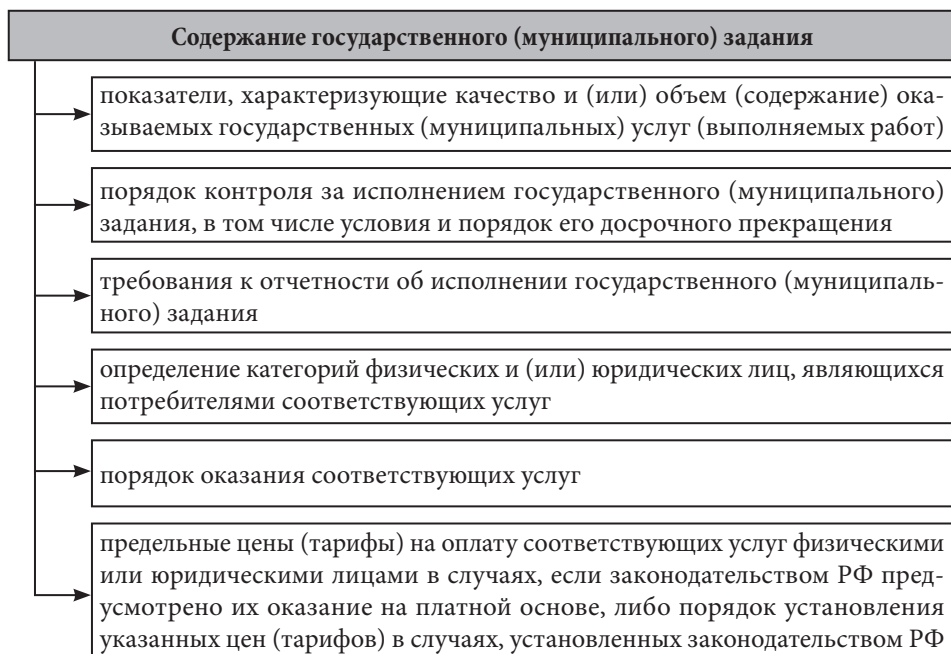 Содержание государственного (муниципального) задания
показатели, характеризующие качество и (или) объем (содержание) ока-
зываемых государственных (муниципальных) услуг (выполняемых работ)
порядок контроля за исполнением государственного (муниципального)
задания, в том числе условия и порядок его досрочного прекращения
требования к отчетности об исполнении государственного (муниципаль-
ного) задания
определение категорий физических и (или) юридических лиц, являющихся
потребителями соответствующих услуг
порядок оказания соответствующих услуг
предельные цены (тарифы) на оплату соответствующих услуг физическими
или юридическими лицами в случаях, если законодательством РФ пред-
усмотрено их оказание на платной основе, либо порядок установления
указанных цен (тарифов) в случаях, установленных законодательством РФ